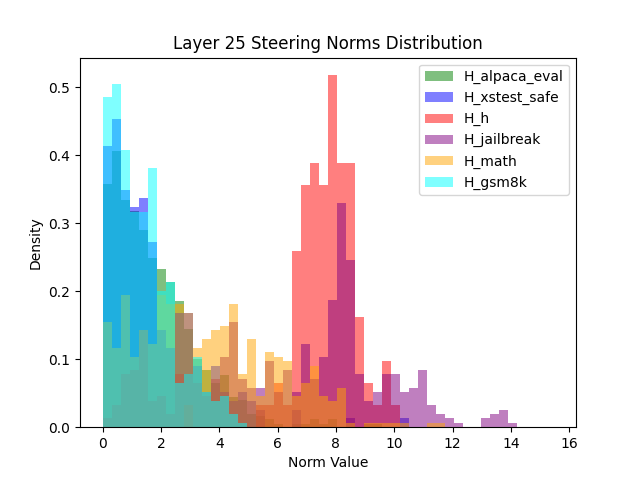 Layer 25 Steering Norms Distribution
H_alpaca_eval
H_xstest_safe
H_h
H_jailbreak
H_math
H_gsm8k
Density
0.5
0.4
0.3
0.2
0.1
0.0
0 2 4 6 8 10 12 14 16
Norm Value